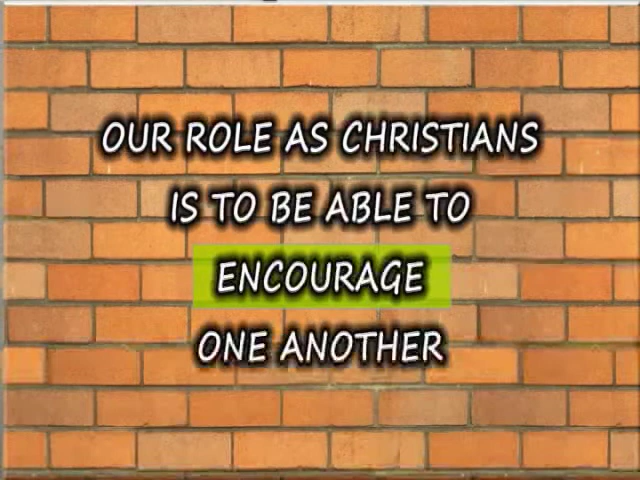 OUR ROLE AS CHRISTIANS
IS TO BE ABLE TO
ENCOURAGE
ONE ANOTHER